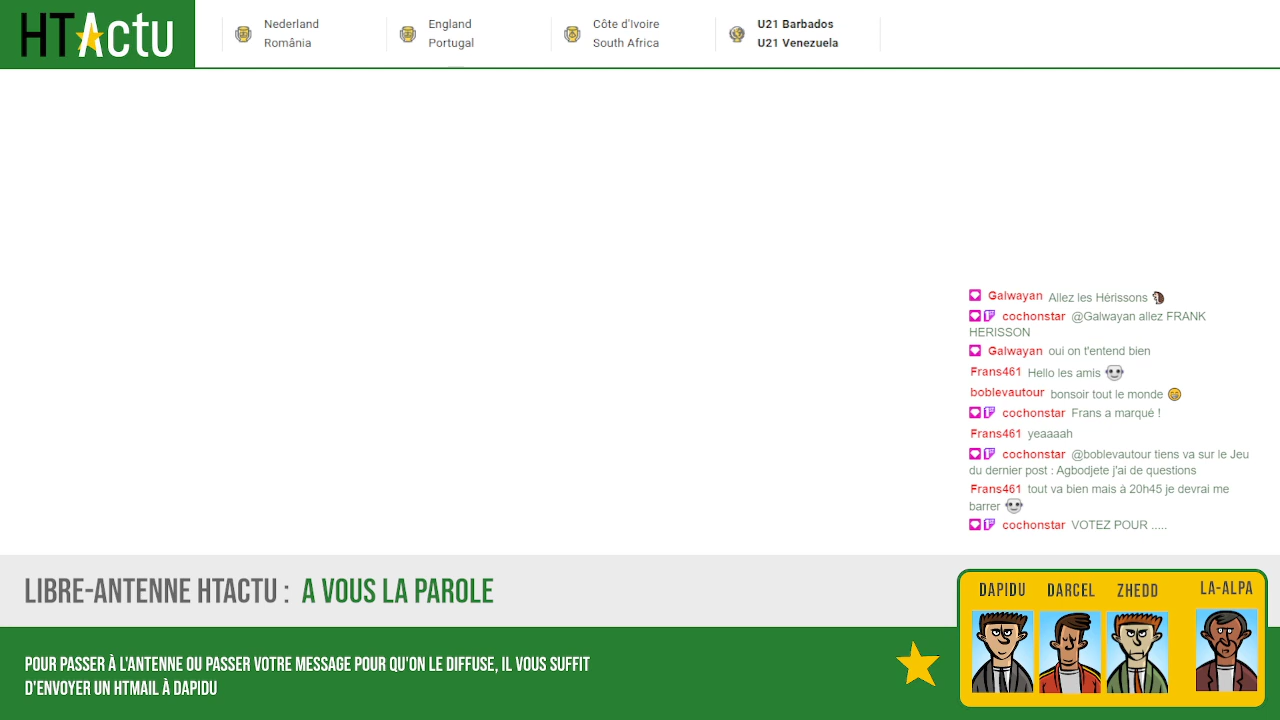 HTActu
Nederland
România
England
Portugal
Côte d'Ivoire
South Africa
U21 Barbados
U21 Venezuela
Galwayan Allez les Hérissons
cochonstar @Galwayan allez FRANK
HERISSON
Galwayan oui on t'entend bien
Frans461 Hello les amis
boblevautour bonsoir tout le monde
cochonstar Frans a marqué !
Frans461 yeaaaah
cochonstar @boblevautour tiens va sur le Jeu
du dernier post : Agbodjete j'ai de questions
Frans461 tout va bien mais à 20h45 je devrai me
barrer
cochonstar VOTEZ POUR .....
LIBRE-ANTENNE HTACTU : A VOUS LA PAROLE
DAPIDU DARCEL ZHEDD LA-ALPA
POUR PASSER À L'ANTENNE OU PASSER VOTRE MESSAGE POUR QU'ON LE DIFFUSE, IL VOUS SUFFIT
D'ENVOYER UN HTMAIL À DAPIDU